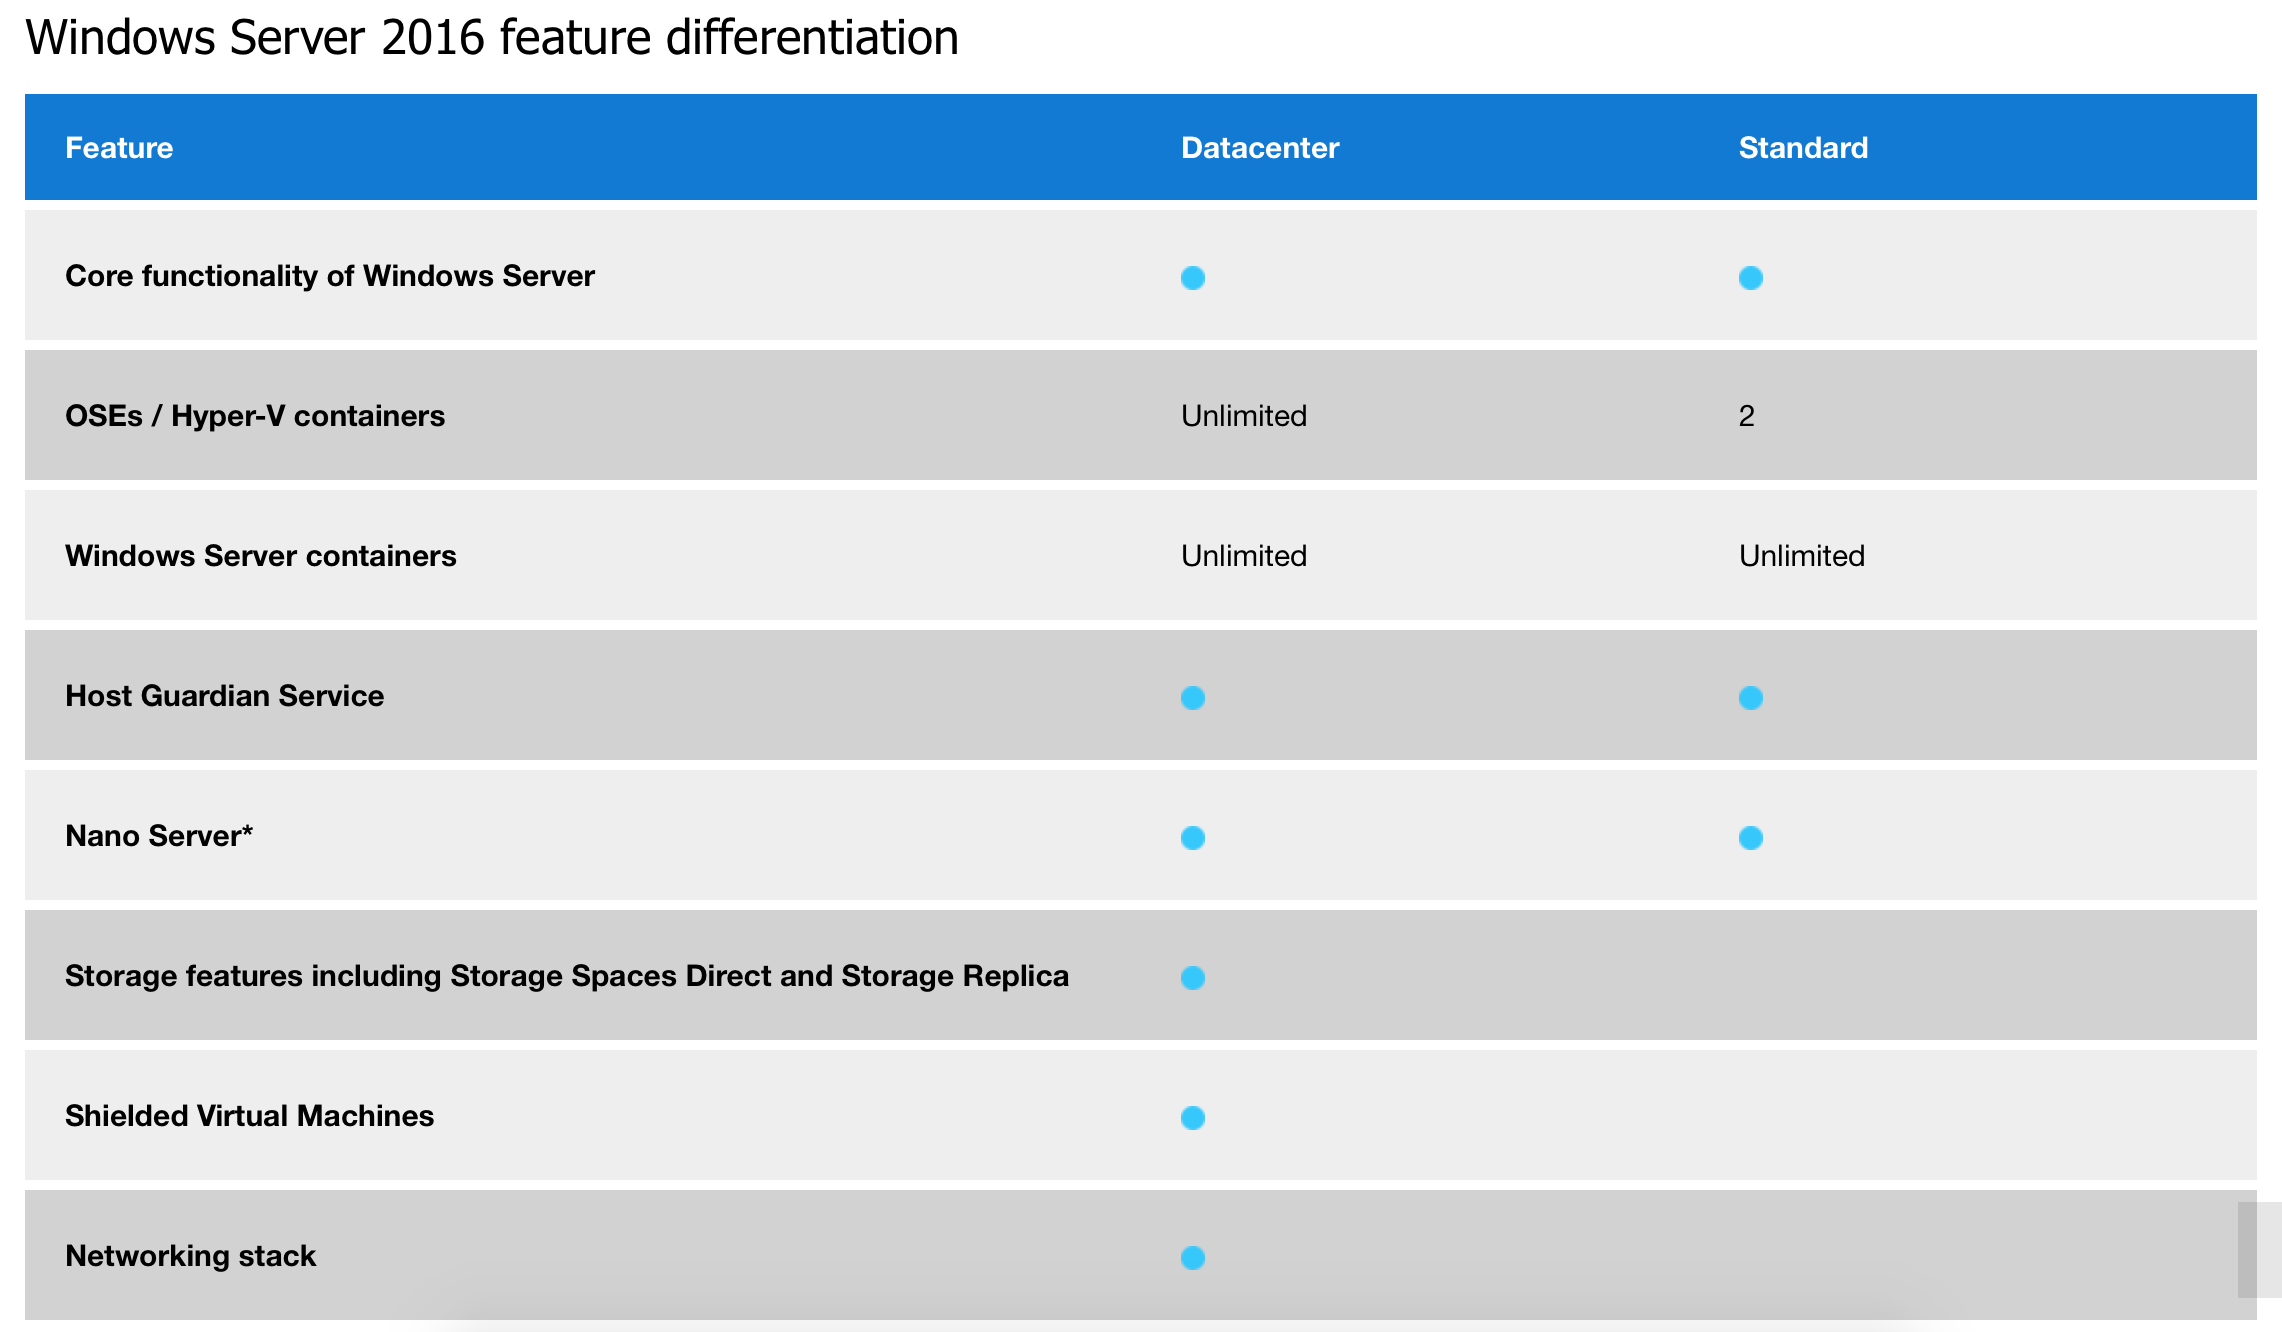 Windows Server 2016 feature differentiation
Feature Datacenter Standard
Core functionality of Windows Server
OSEs / Hyper-V containers Unlimited 2
Windows Server containers Unlimited Unlimited
Host Guardian Service
Nano Server*
Storage features including Storage Spaces Direct and Storage Replica
Shielded Virtual Machines
Networking stack